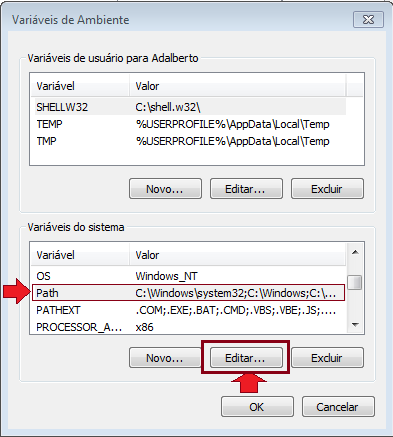 Variáveis de Ambiente
Variáveis de usuário para Adalberto
Variável Valor
SHELLW32 C:\shell.w32\
TEMP %USERPROFILE%\AppData\Local\Temp
TMP %USERPROFILE%\AppData\Local\Temp
Novo... Editar... Excluir
Variáveis do sistema
Variável Valor
OS Windows_NT
Path C:\Windows\system32;C:\Windows;C:\...
PATHEXT .COM;.EXE;.BAT;.CMD;.VBS;.VBE;.JS;....
PROCESSOR_A... x86
Novo... Editar... Excluir
OK Cancelar